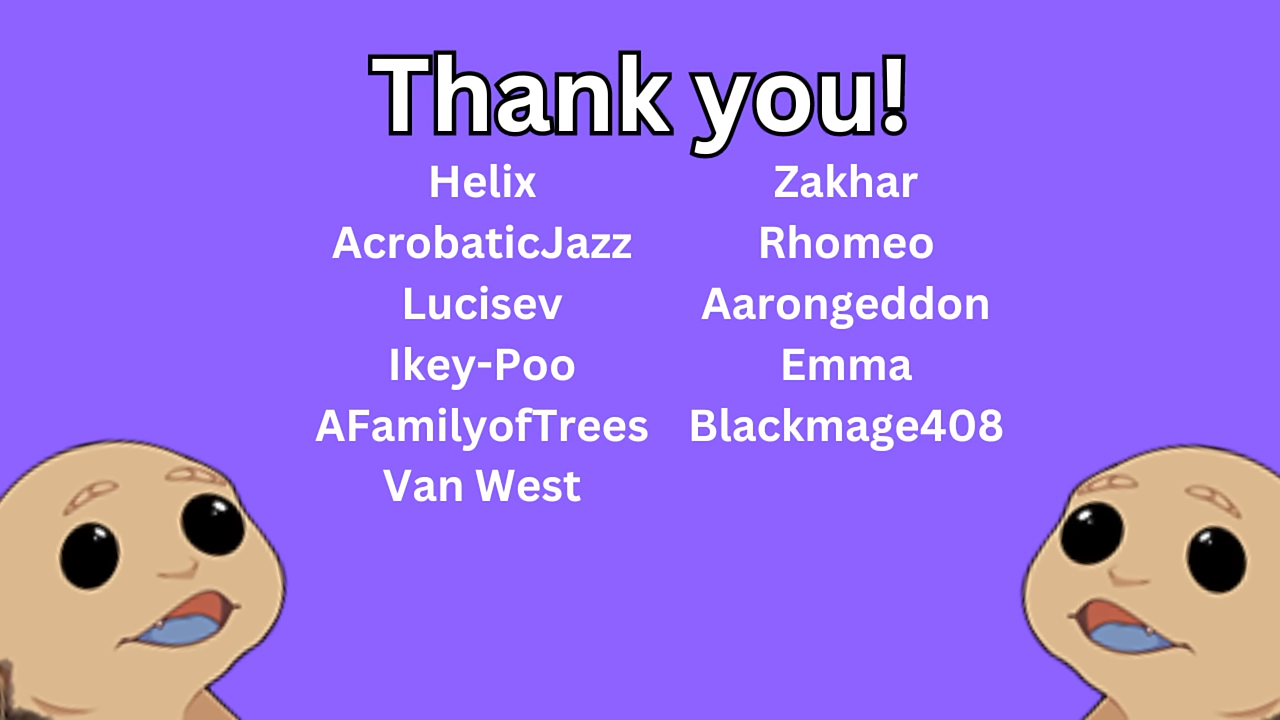 Thank you!
Helix
AcrobaticJazz
Lucisev
Ikey-Poo
AFamilyofTrees
Van West
Zakhar
Rhomeo
Aarongeddon
Emma
Blackmage408